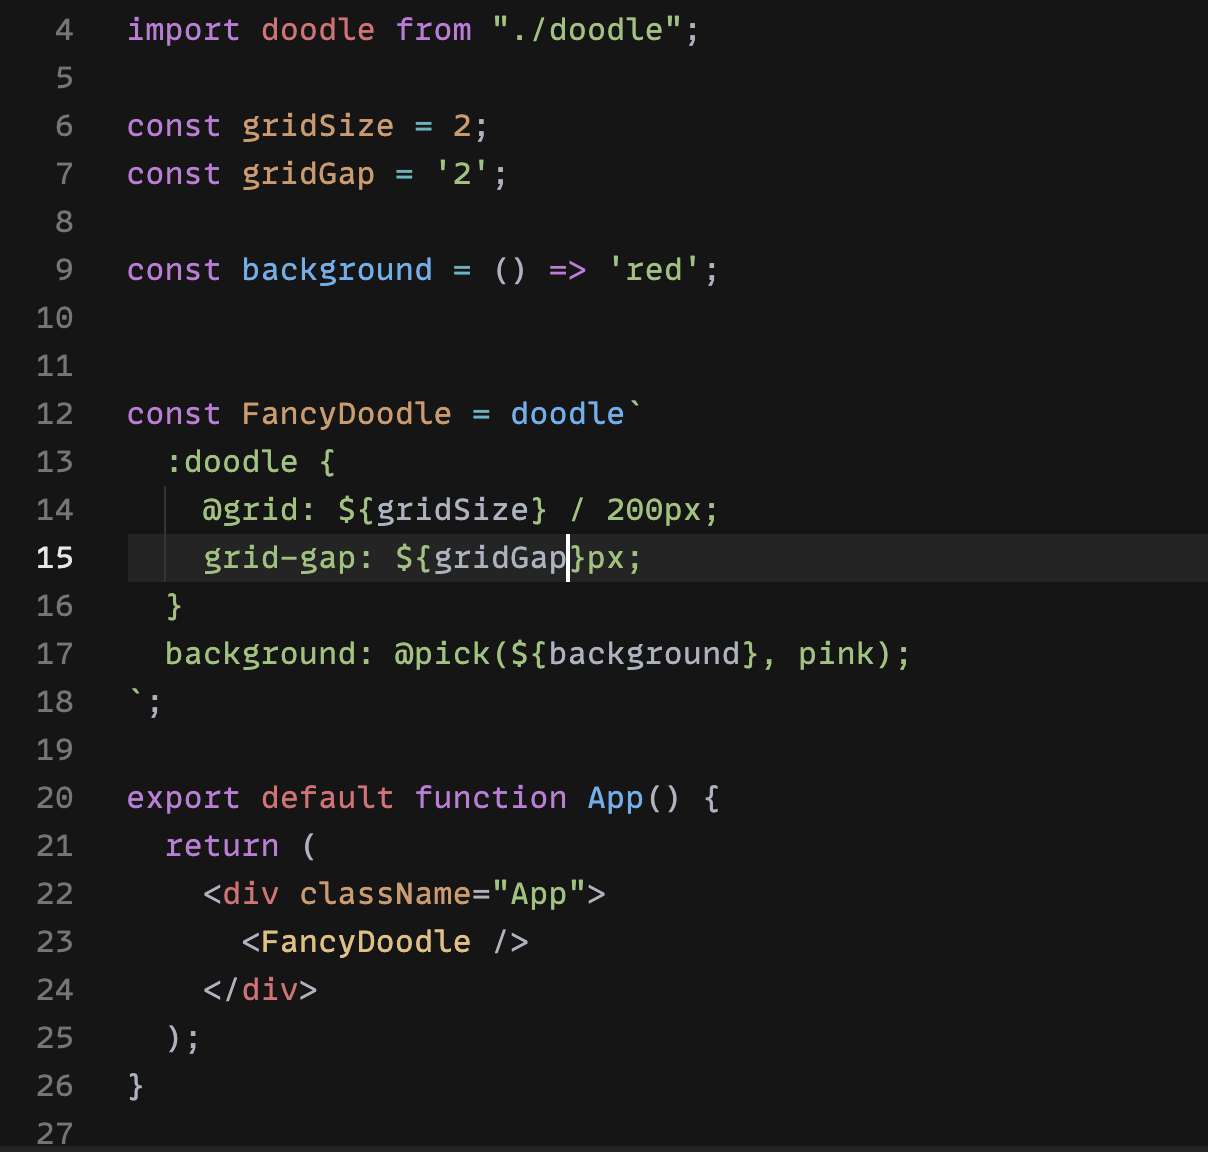 4 import doodle from "./doodle";
5
6 const gridSize = 2;
7 const gridGap = '2';
8
9 const background = () => 'red';
10
11
12 const FancyDoodle = doodle`
13   :doodle {
14     @grid: ${gridSize} / 200px;
15     grid-gap: ${gridGap}px;
16   }
17   background: @pick(${background}, pink);
18 `;
19
20 export default function App() {
21   return (
22     <div className="App">
23       <FancyDoodle />
24     </div>
25   );
26 }
27